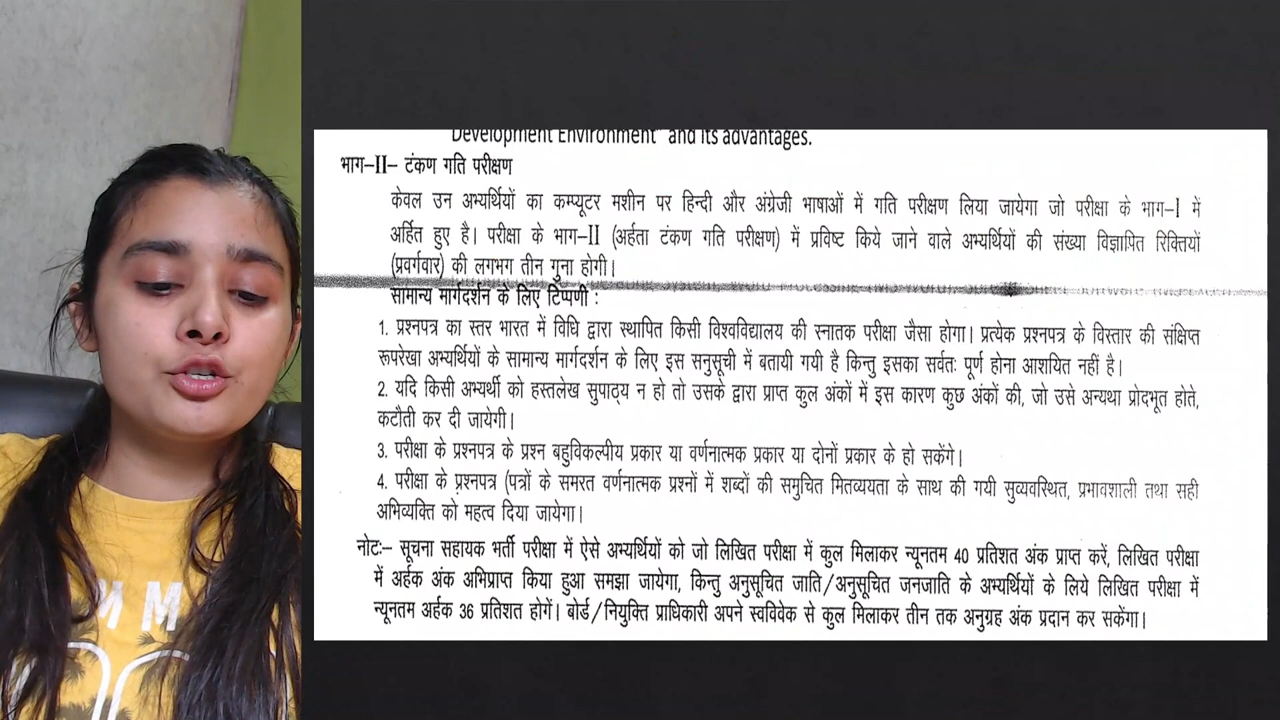 Development Environment" and its advantages.
भाग–II– टंकण गति परीक्षण
केवल उन अभ्यर्थियों का कम्प्यूटर मशीन पर हिन्दी और अंग्रेजी भाषाओं में गति परीक्षण लिया जायेगा जो परीक्षा के भाग–I में
अर्हित हुए है। परीक्षा के भाग–II (अर्हता टंकण गति परीक्षण) में प्रविष्ट किये जाने वाले अभ्यर्थियों की संख्या विज्ञापित रिक्तियों
(प्रवर्गवार) की लगभग तीन गुना होगी।
सामान्य मार्गदर्शन के लिए टिप्पणी :
1. प्रश्नपत्र का स्तर भारत में विधि द्वारा स्थापित किसी विश्वविद्यालय की स्नातक परीक्षा जैसा होगा। प्रत्येक प्रश्नपत्र के विस्तार की संक्षिप्त
रूपरेखा अभ्यर्थियों के सामान्य मार्गदर्शन के लिए इस सनुसूची में बतायी गयी है किन्तु इसका सर्वतः पूर्ण होना आशयित नहीं है।
2. यदि किसी अभ्यर्थी को हस्तलेख सुपाठ्य न हो तो उसके द्वारा प्राप्त कुल अंकों में इस कारण कुछ अंकों की, जो उसे अन्यथा प्रोदभूत होते,
कटौती कर दी जायेगी।
3. परीक्षा के प्रश्नपत्र के प्रश्न बहुविकल्पीय प्रकार या वर्णनात्मक प्रकार या दोनों प्रकार के हो सकेंगे।
4. परीक्षा के प्रश्नपत्र (पत्रों के समरत वर्णनात्मक प्रश्नों में शब्दों की समुचित मितव्ययता के साथ की गयी सुव्यवस्थित, प्रभावशाली तथा सही
अभिव्यक्ति को महत्व दिया जायेगा।
नोटः– सूचना सहायक भर्ती परीक्षा में ऐसे अभ्यर्थियों को जो लिखित परीक्षा में कुल मिलाकर न्यूनतम 40 प्रतिशत अंक प्राप्त करें, लिखित परीक्षा
में अर्हक अंक अभिप्राप्त किया हुआ समझा जायेगा, किन्तु अनुसूचित जाति/अनुसूचित जनजाति के अभ्यर्थियों के लिये लिखित परीक्षा में
न्यूनतम अर्हक 36 प्रतिशत होगें। बोर्ड/नियुक्ति प्राधिकारी अपने स्वविवेक से कुल मिलाकर तीन तक अनुग्रह अंक प्रदान कर सकेंगा।